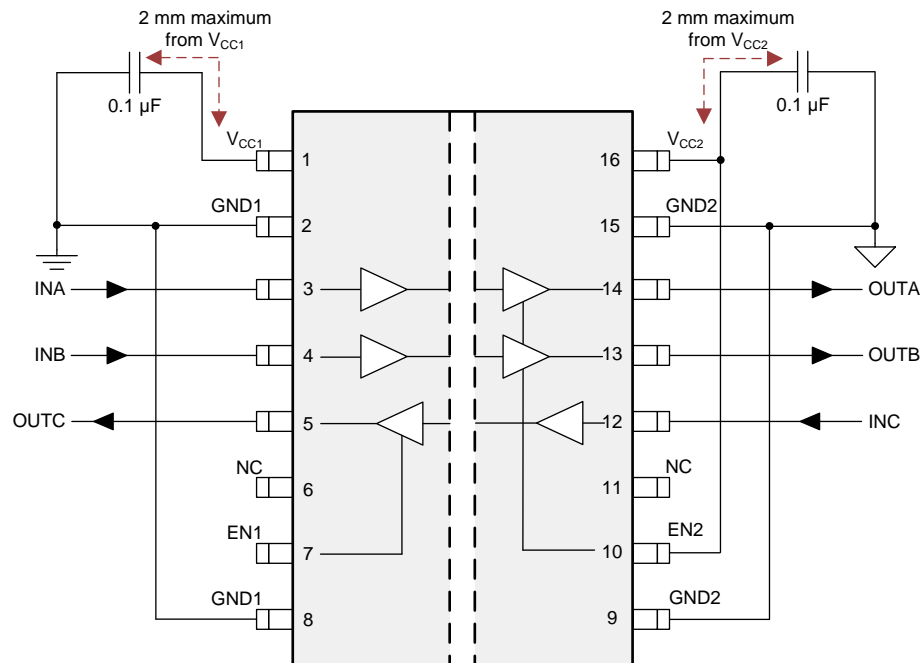 2 mm maximum
from VCC1
2 mm maximum
from VCC2
0.1 µF
0.1 µF
VCC1
1
16
VCC2
GND1
2
15
GND2
INA
3
14
OUTA
INB
4
13
OUTB
OUTC
5
12
INC
NC
6
11
NC
EN1
7
10
EN2
GND1
8
9
GND2